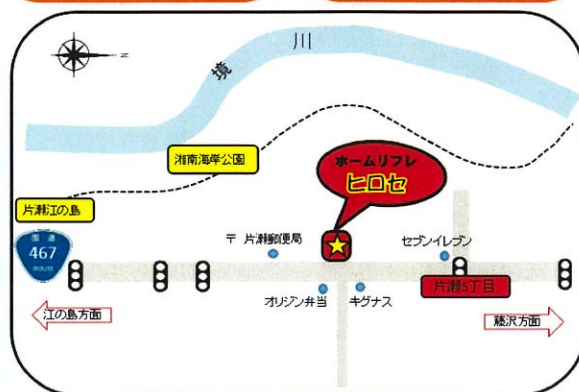 境 川
N
湘南海岸公園
ホームリフレ
ヒロセ
片瀬江の島
国道
467
ROUTE
〒 片瀬郵便局
セブンイレブン
オリジン弁当
キグナス
片瀬5丁目
江の島方面
藤沢方面